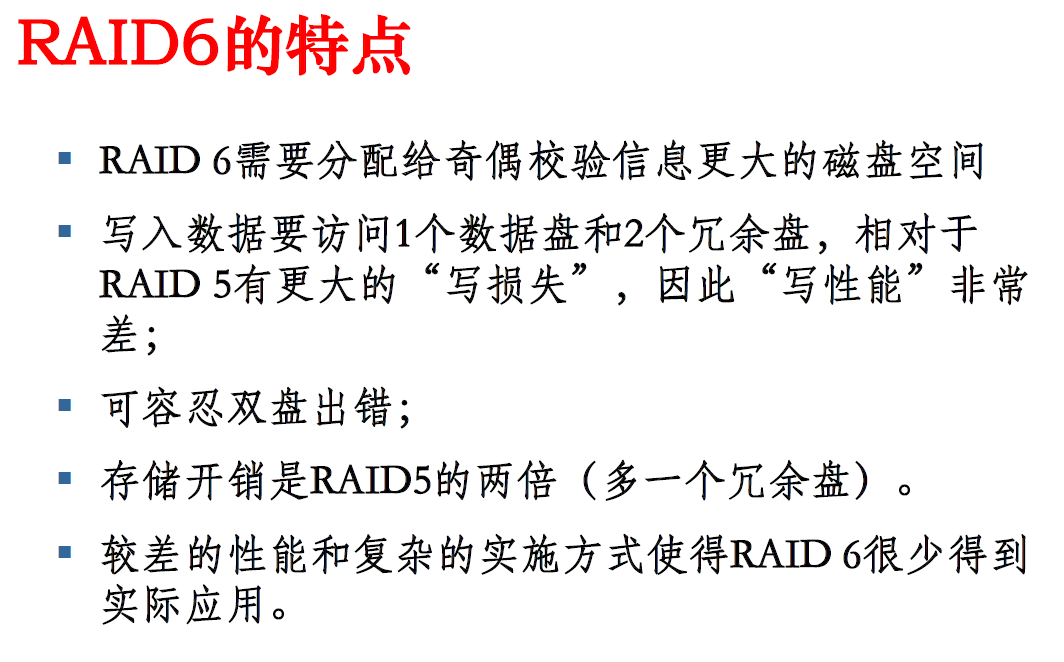 RAID6的特点
▪ RAID 6需要分配给奇偶校验信息更大的磁盘空间
▪ 写入数据要访问1个数据盘和2个冗余盘，相对于
RAID 5有更大的“写损失”，因此“写性能”非常
差；
▪ 可容忍双盘出错；
▪ 存储开销是RAID5的两倍（多一个冗余盘）。
▪ 较差的性能和复杂的实施方式使得RAID 6很少得到
实际应用。